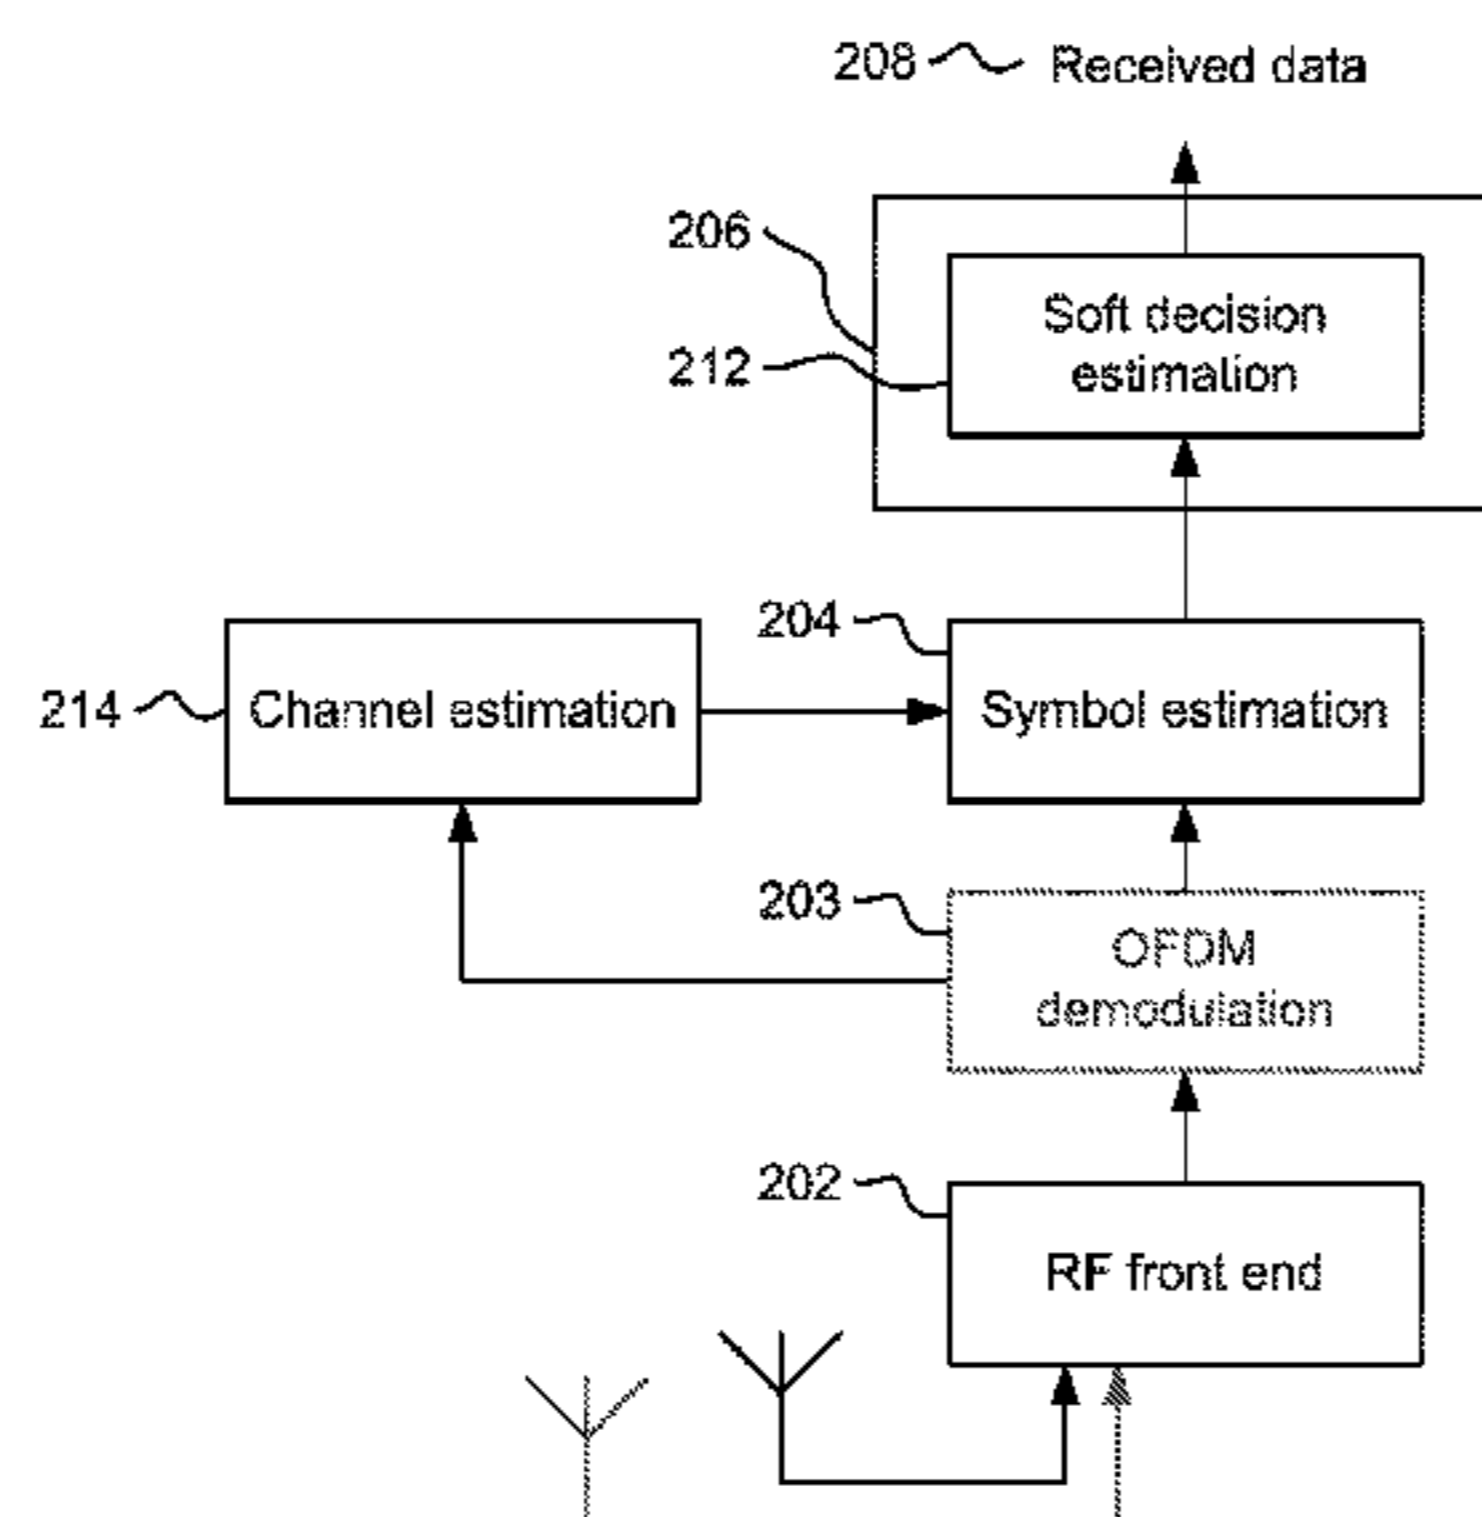 208 Received data
206
Soft decision
estimation
212
204
214 Channel estimation
Symbol estimation
203
OFDM
demodulation
202
RF front end